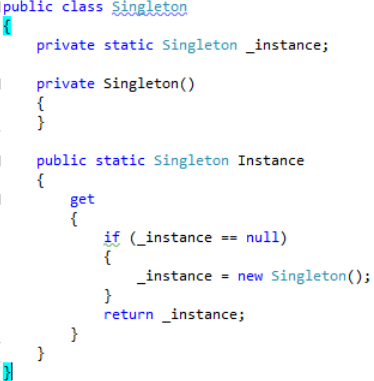 public class Singleton
{
    private static Singleton _instance;

    private Singleton()
    {
    }

    public static Singleton Instance
    {
        get
        {
            if (_instance == null)
            {
                _instance = new Singleton();
            }
            return _instance;
        }
    }
}